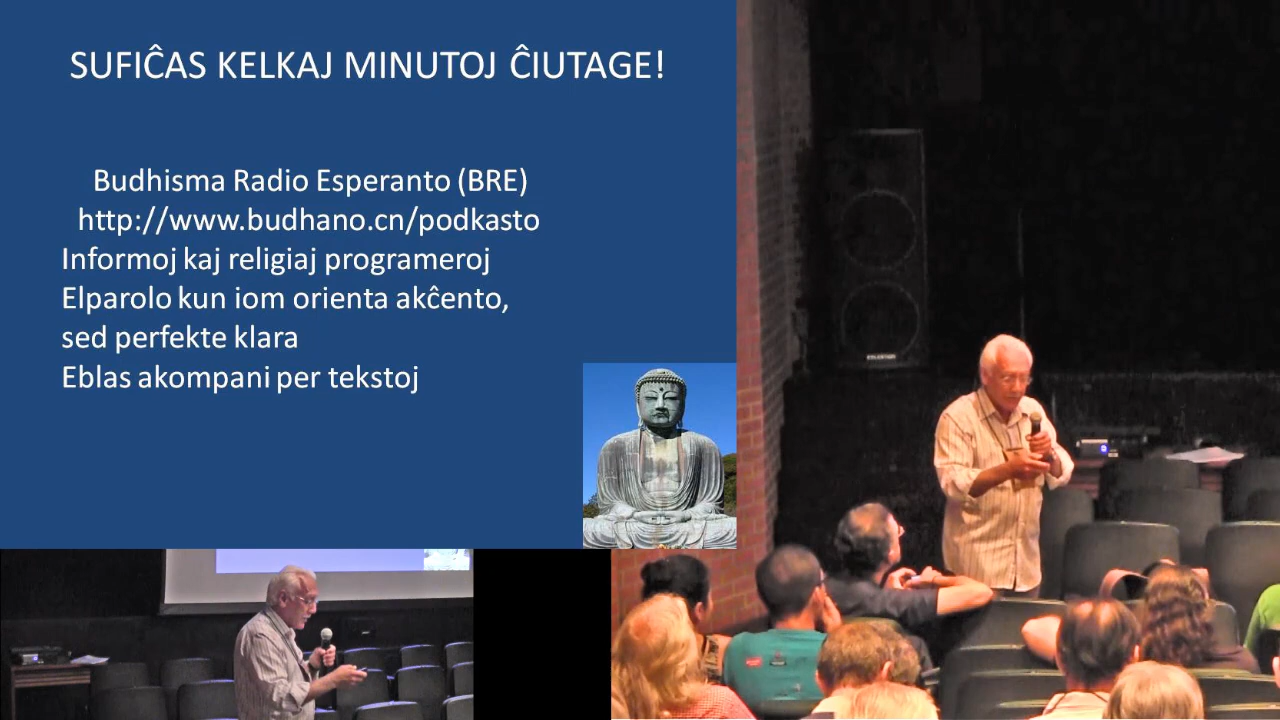 SUFIĈAS KELKAJ MINUTOJ ĈIUTAGE!
Budhisma Radio Esperanto (BRE)
http://www.budhano.cn/podkasto
Informoj kaj religiaj programeroj
Elparolo kun iom orienta akĉento,
sed perfekte klara
Eblas akompani per tekstoj